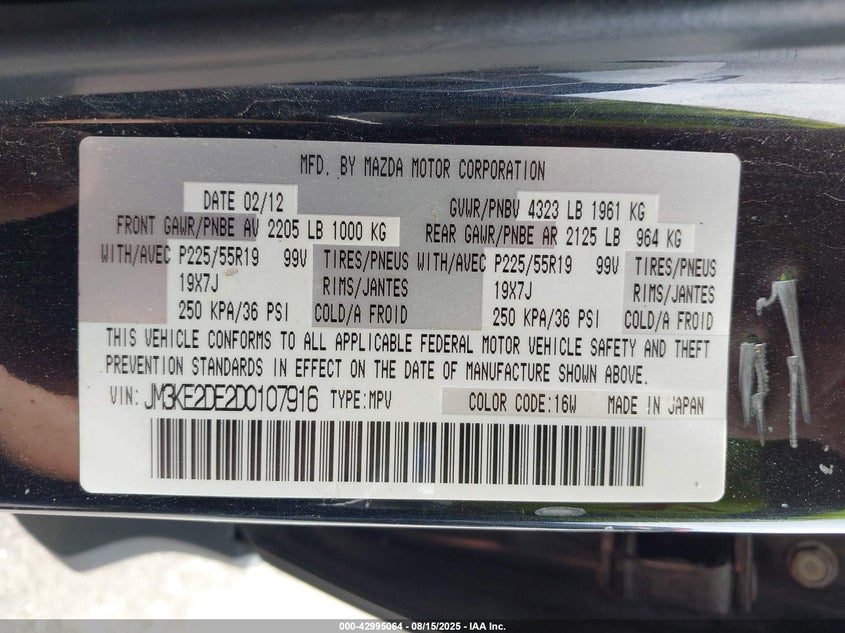 MFD. BY MAZDA MOTOR CORPORATION
DATE 02/12 GVWR/PNBV 4323 LB 1961 KG
FRONT GAWR/PNBE AV 2205 LB 1000 KG REAR GAWR/PNBE AR 2125 LB 964 KG
WITH/AVEC P225/55R19 99V TIRES/PNEUS WITH/AVEC P225/55R19 99V TIRES/PNEUS
19X7J RIMS/JANTES 19X7J RIMS/JANTES
250 KPA/36 PSI COLD/A FROID 250 KPA/36 PSI COLD/A FROID
THIS VEHICLE CONFORMS TO ALL APPLICABLE FEDERAL MOTOR VEHICLE SAFETY AND THEFT
PREVENTION STANDARDS IN EFFECT ON THE DATE OF MANUFACTURE SHOWN ABOVE.
VIN: JM3KE2DE2D0107916 TYPE:MPV COLOR CODE:16W MADE IN JAPAN
000-42995064 - 08/15/2025 - IAA Inc.